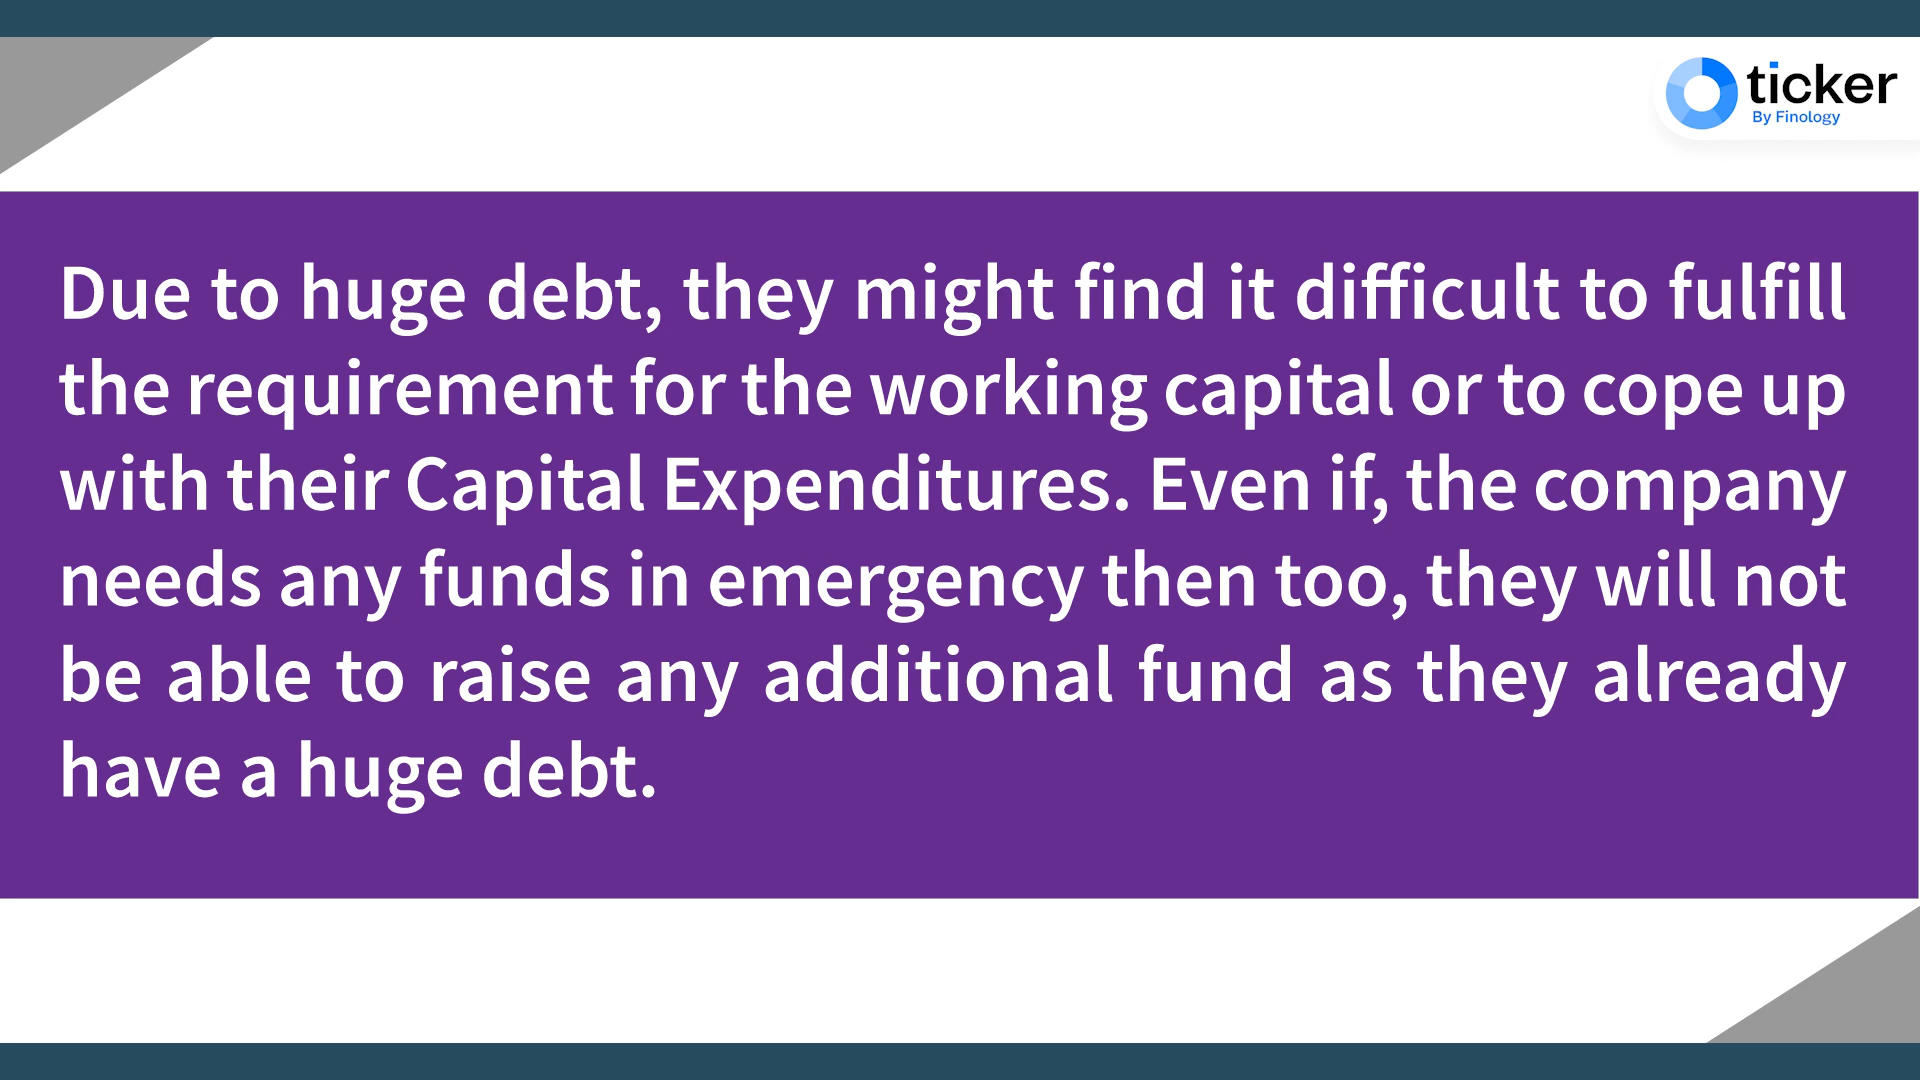 ticker
By Finology
Due to huge debt, they might find it difficult to fulfill
the requirement for the working capital or to cope up
with their Capital Expenditures. Even if, the company
needs any funds in emergency then too, they will not
be able to raise any additional fund as they already
have a huge debt.